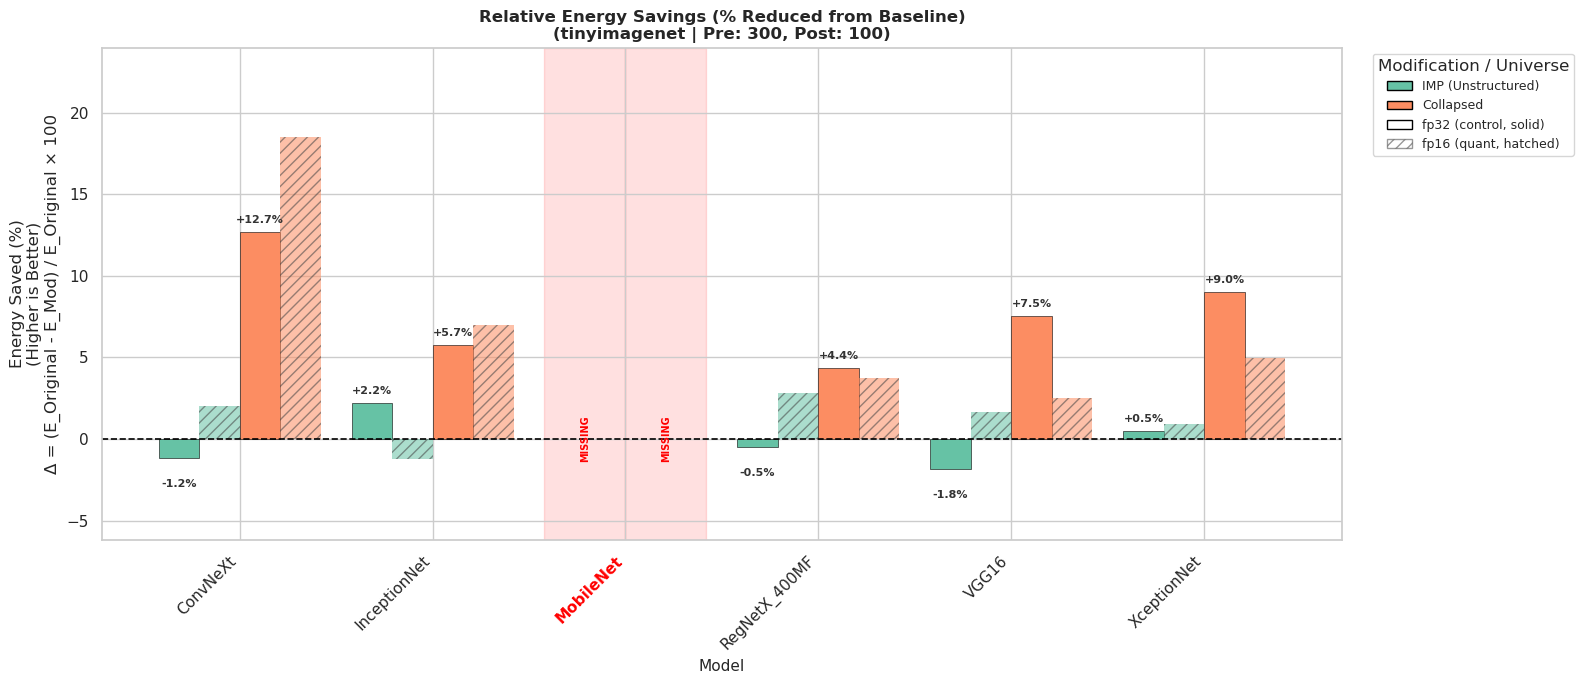 Relative Energy Savings (% Reduced from Baseline)
(tinyimagenet | Pre: 300, Post: 100)
Energy Saved (%)
(Higher is Better)
Δ = (E_Original - E_Mod) / E_Original × 100
20
15
10
5
0
−5
-1.2%
+12.7%
+2.2%
+5.7%
MISSING
MISSING
-0.5%
+4.4%
-1.8%
+7.5%
+0.5%
+9.0%
ConvNeXt
InceptionNet
MobileNet
RegNetX_400MF
VGG16
XceptionNet
Model
Modification / Universe
IMP (Unstructured)
Collapsed
fp32 (control, solid)
fp16 (quant, hatched)